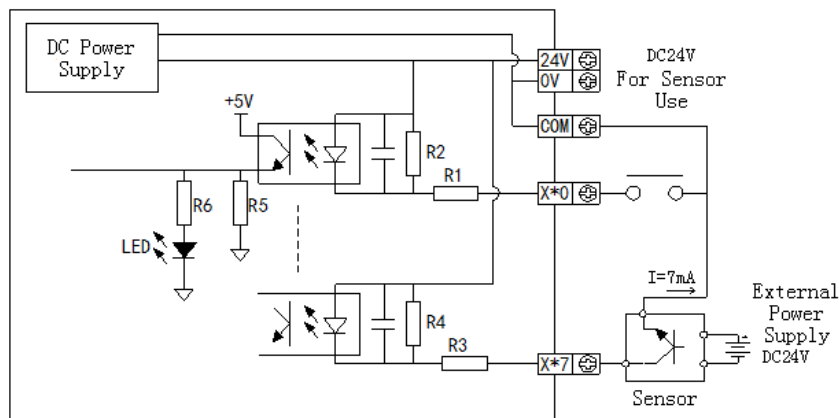 DC Power
Supply
24V
0V
COM
DC24V
For Sensor
Use
+5V
R2
R1
X*0
R6
R5
LED
I=7mA
External
Power
Supply
DC24V
R4
R3
X*7
Sensor